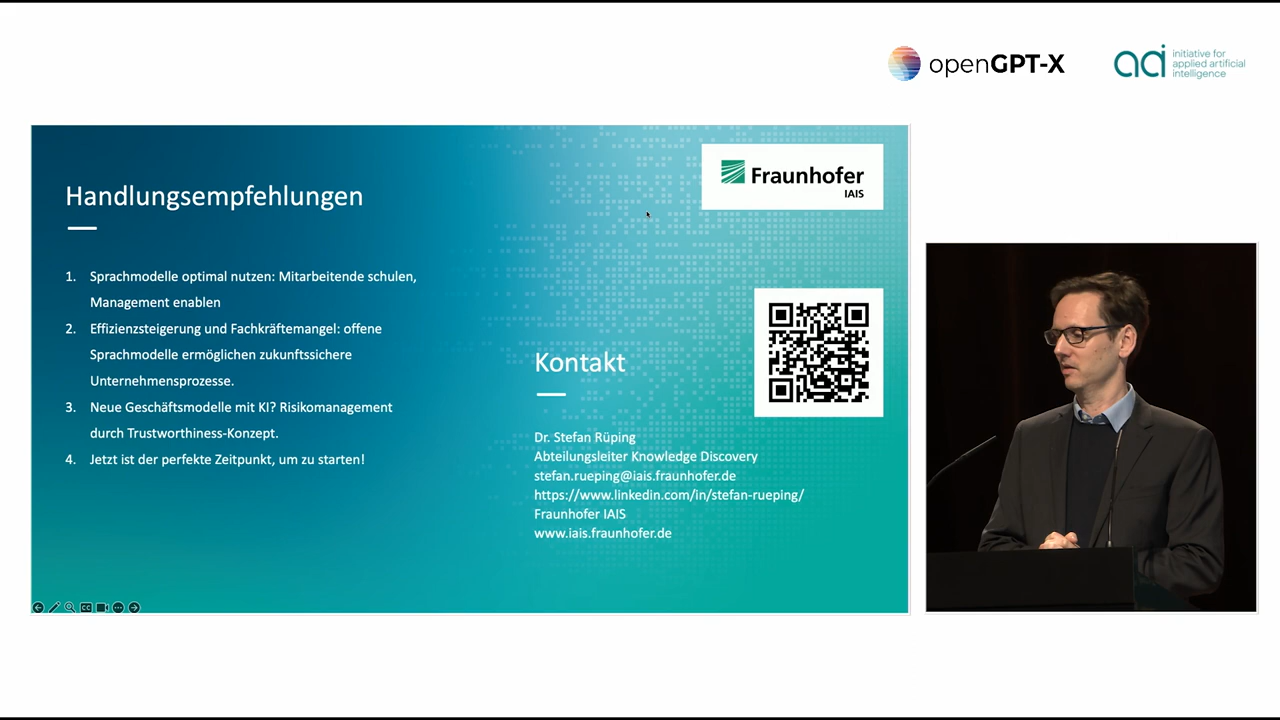 openGPT-X
initiative for
applied artificial
intelligence
Fraunhofer
IAIS
Handlungsempfehlungen
1. Sprachmodelle optimal nutzen: Mitarbeitende schulen,
Management enablen
2. Effizienzsteigerung und Fachkräftemangel: offene
Sprachmodelle ermöglichen zukunftssichere
Unternehmensprozesse.
3. Neue Geschäftsmodelle mit KI? Risikomanagement
durch Trustworthiness-Konzept.
4. Jetzt ist der perfekte Zeitpunkt, um zu starten!
Kontakt
Dr. Stefan Rüping
Abteilungsleiter Knowledge Discovery
stefan.rueping@iais.fraunhofer.de
https://www.linkedin.com/in/stefan-rueping/
Fraunhofer IAIS
www.iais.fraunhofer.de